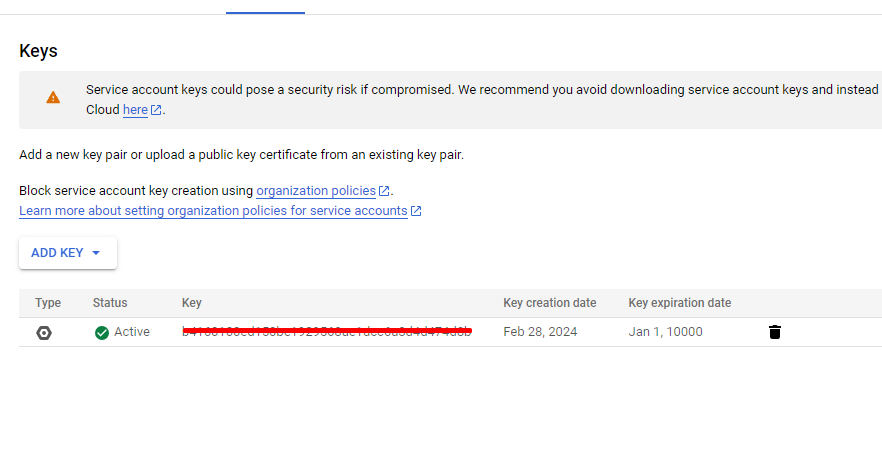 Keys
Service account keys could pose a security risk if compromised. We recommend you avoid downloading service account keys and instead
Cloud here.
Add a new key pair or upload a public key certificate from an existing key pair.
Block service account key creation using organization policies.
Learn more about setting organization policies for service accounts
ADD KEY
Type Status Key Key creation date Key expiration date
Active Feb 28, 2024 Jan 1, 10000